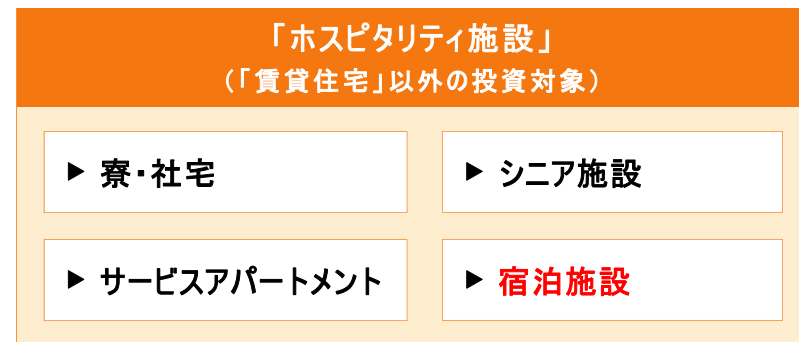 「ホスピタリティ施設」
（「賃貸住宅」以外の投資対象）
▶ 寮・社宅
▶ シニア施設
▶ サービスアパートメント
▶ 宿泊施設